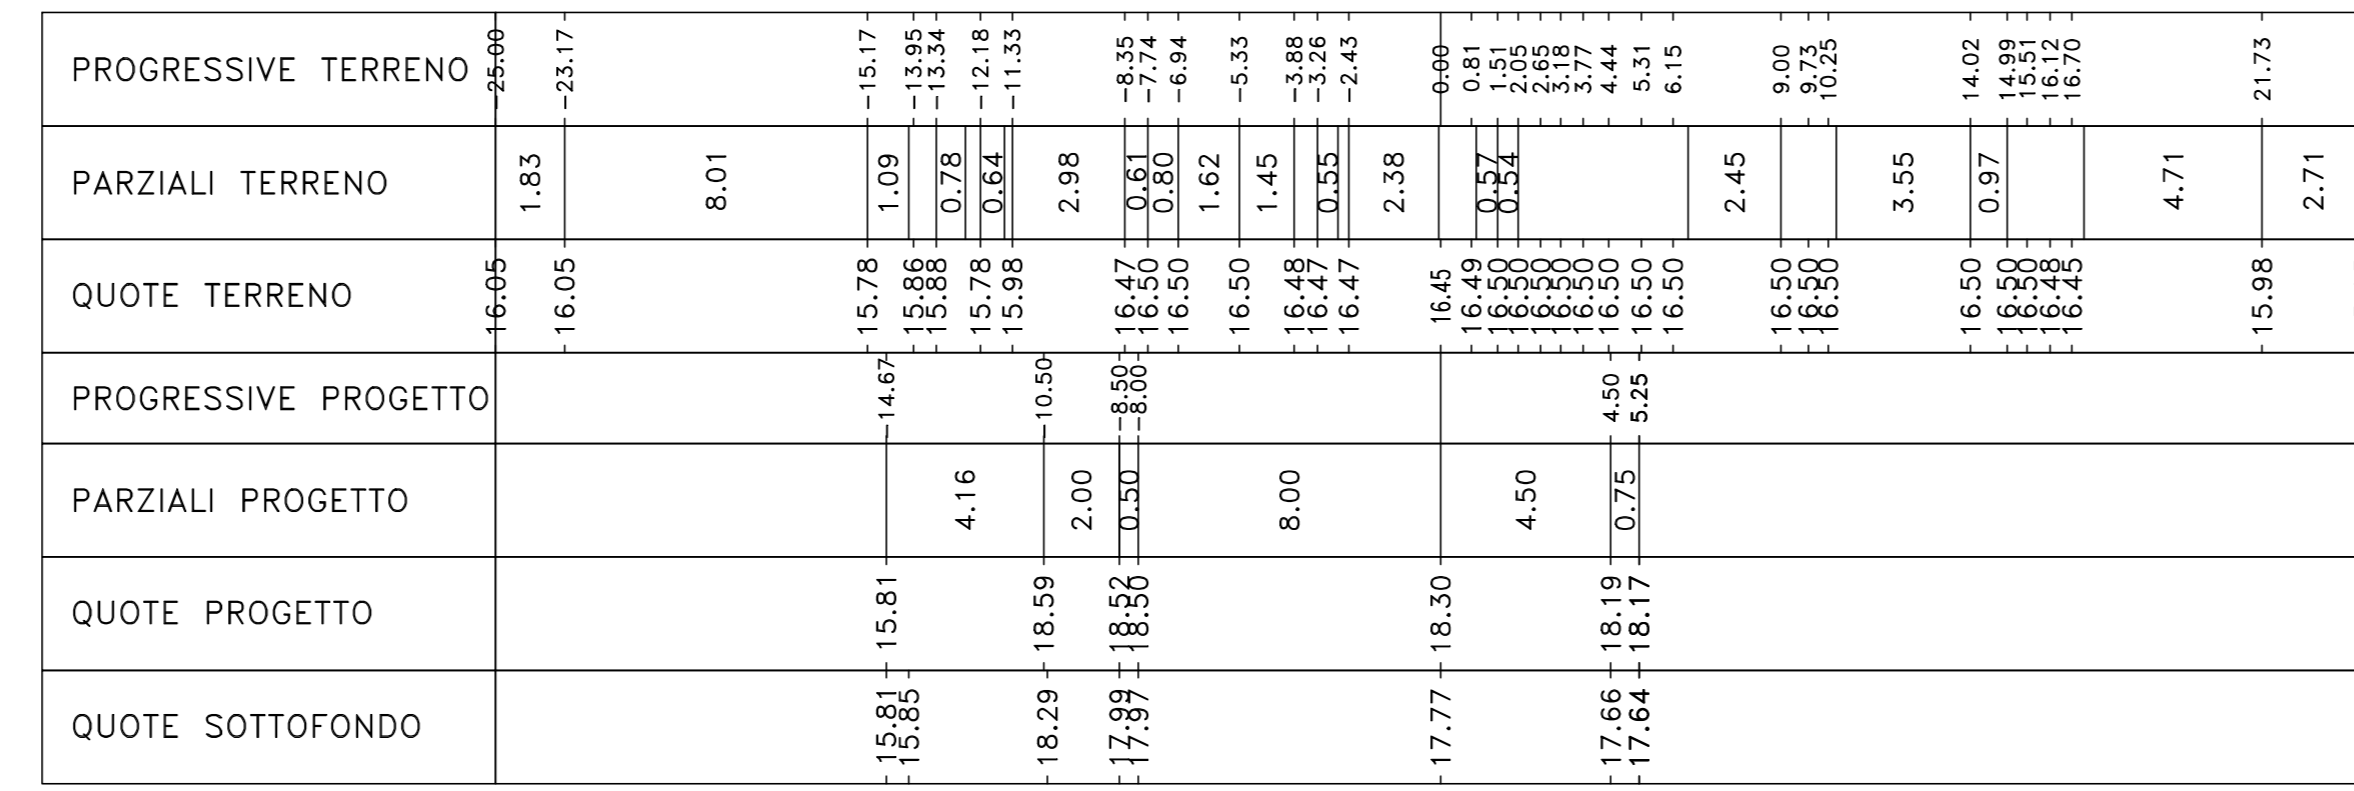 PROGRESSIVE TERRENO -25.00 -23.17 -15.17 -13.95 -13.34 -12.18 -11.33 -8.35 -7.74 -6.94 -5.33 -3.88 -3.26 -2.43 0.00 0.81 1.51 2.05 2.65 3.18 3.77 4.44 5.31 6.15 9.00 9.73 10.25 14.02 14.99 15.51 16.12 16.70 21.73
PARZIALI TERRENO 1.83 8.01 1.09 0.78 0.64 2.98 0.61 0.80 1.62 1.45 0.55 2.38 0.57 0.54 2.45 3.55 0.97 4.71 2.71
QUOTE TERRENO 16.05 16.05 15.78 15.86 15.88 15.78 15.98 16.47 16.50 16.50 16.50 16.48 16.47 16.47 16.45 16.49 16.50 16.50 16.50 16.50 16.50 16.50 16.50 16.50 16.50 16.50 16.50 16.50 16.50 16.50 16.48 16.45 15.98
PROGRESSIVE PROGETTO -14.67 -10.50 -8.50 -8.00 4.50 5.25
PARZIALI PROGETTO 4.16 2.00 0.50 8.00 4.50 0.75
QUOTE PROGETTO 15.81 18.59 18.52 18.50 18.30 18.19 18.17
QUOTE SOTTOFONDO 15.81 15.85 18.29 17.99 17.97 17.77 17.66 17.64